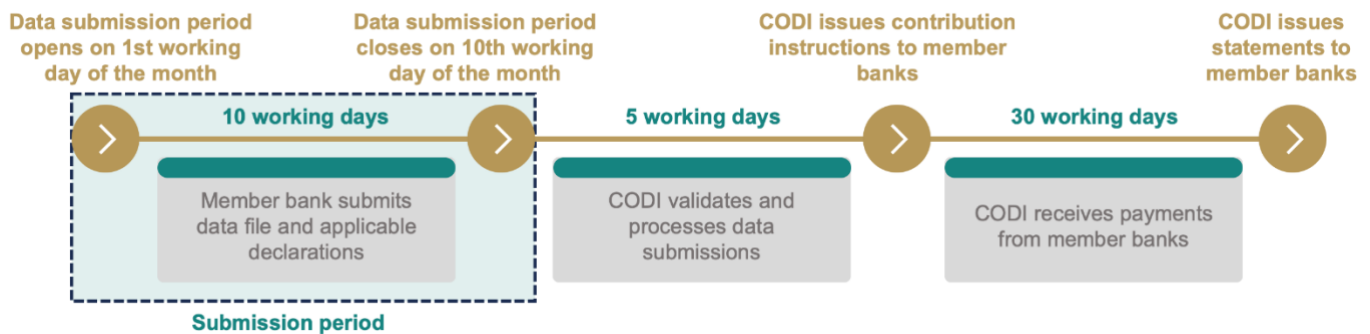 Data submission period
opens on 1st working
day of the month
Data submission period
closes on 10th working
day of the month
CODI issues contribution
instructions to member
banks
CODI issues
statements to
member banks
10 working days
5 working days
30 working days
Member bank submits
data file and applicable
declarations
CODI validates and
processes data
submissions
CODI receives payments
from member banks
Submission period